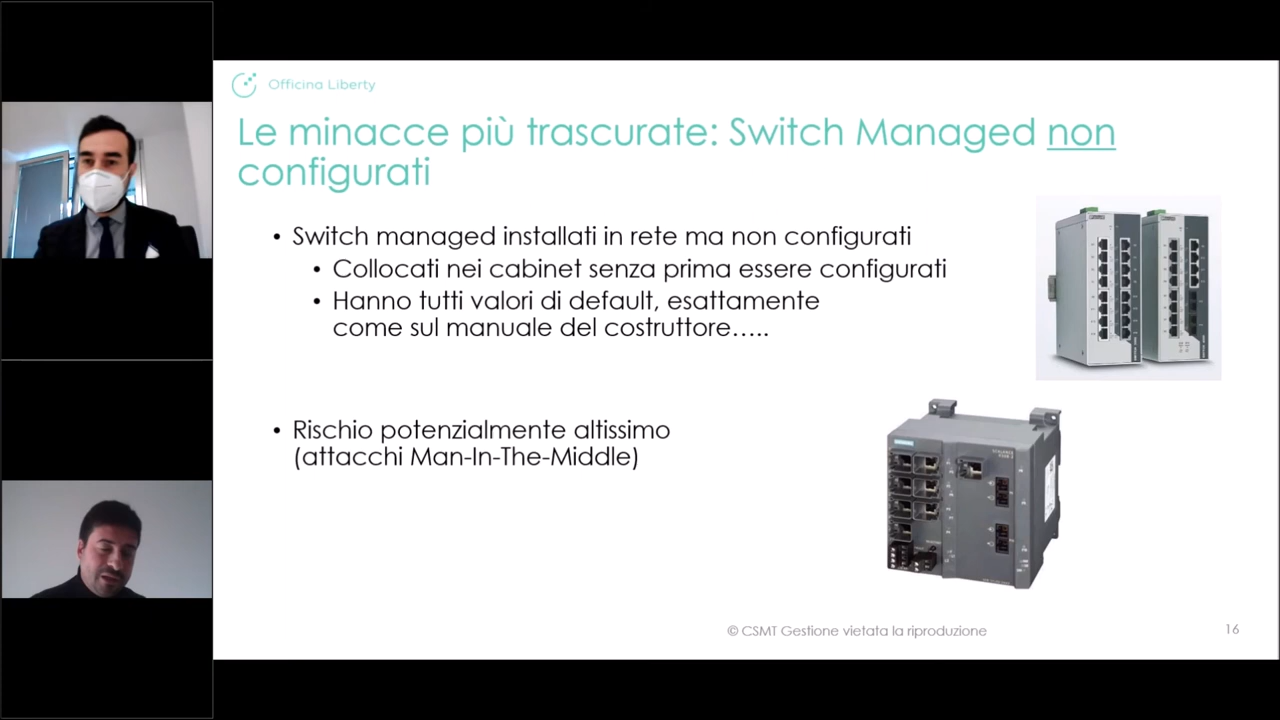 Officina Liberty
Le minacce più trascurate: Switch Managed non
configurati
• Switch managed installati in rete ma non configurati
• Collocati nei cabinet senza prima essere configurati
• Hanno tutti valori di default, esattamente
come sul manuale del costruttore…..
• Rischio potenzialmente altissimo
(attacchi Man-In-The-Middle)
© CSMT Gestione vietata la riproduzione
16